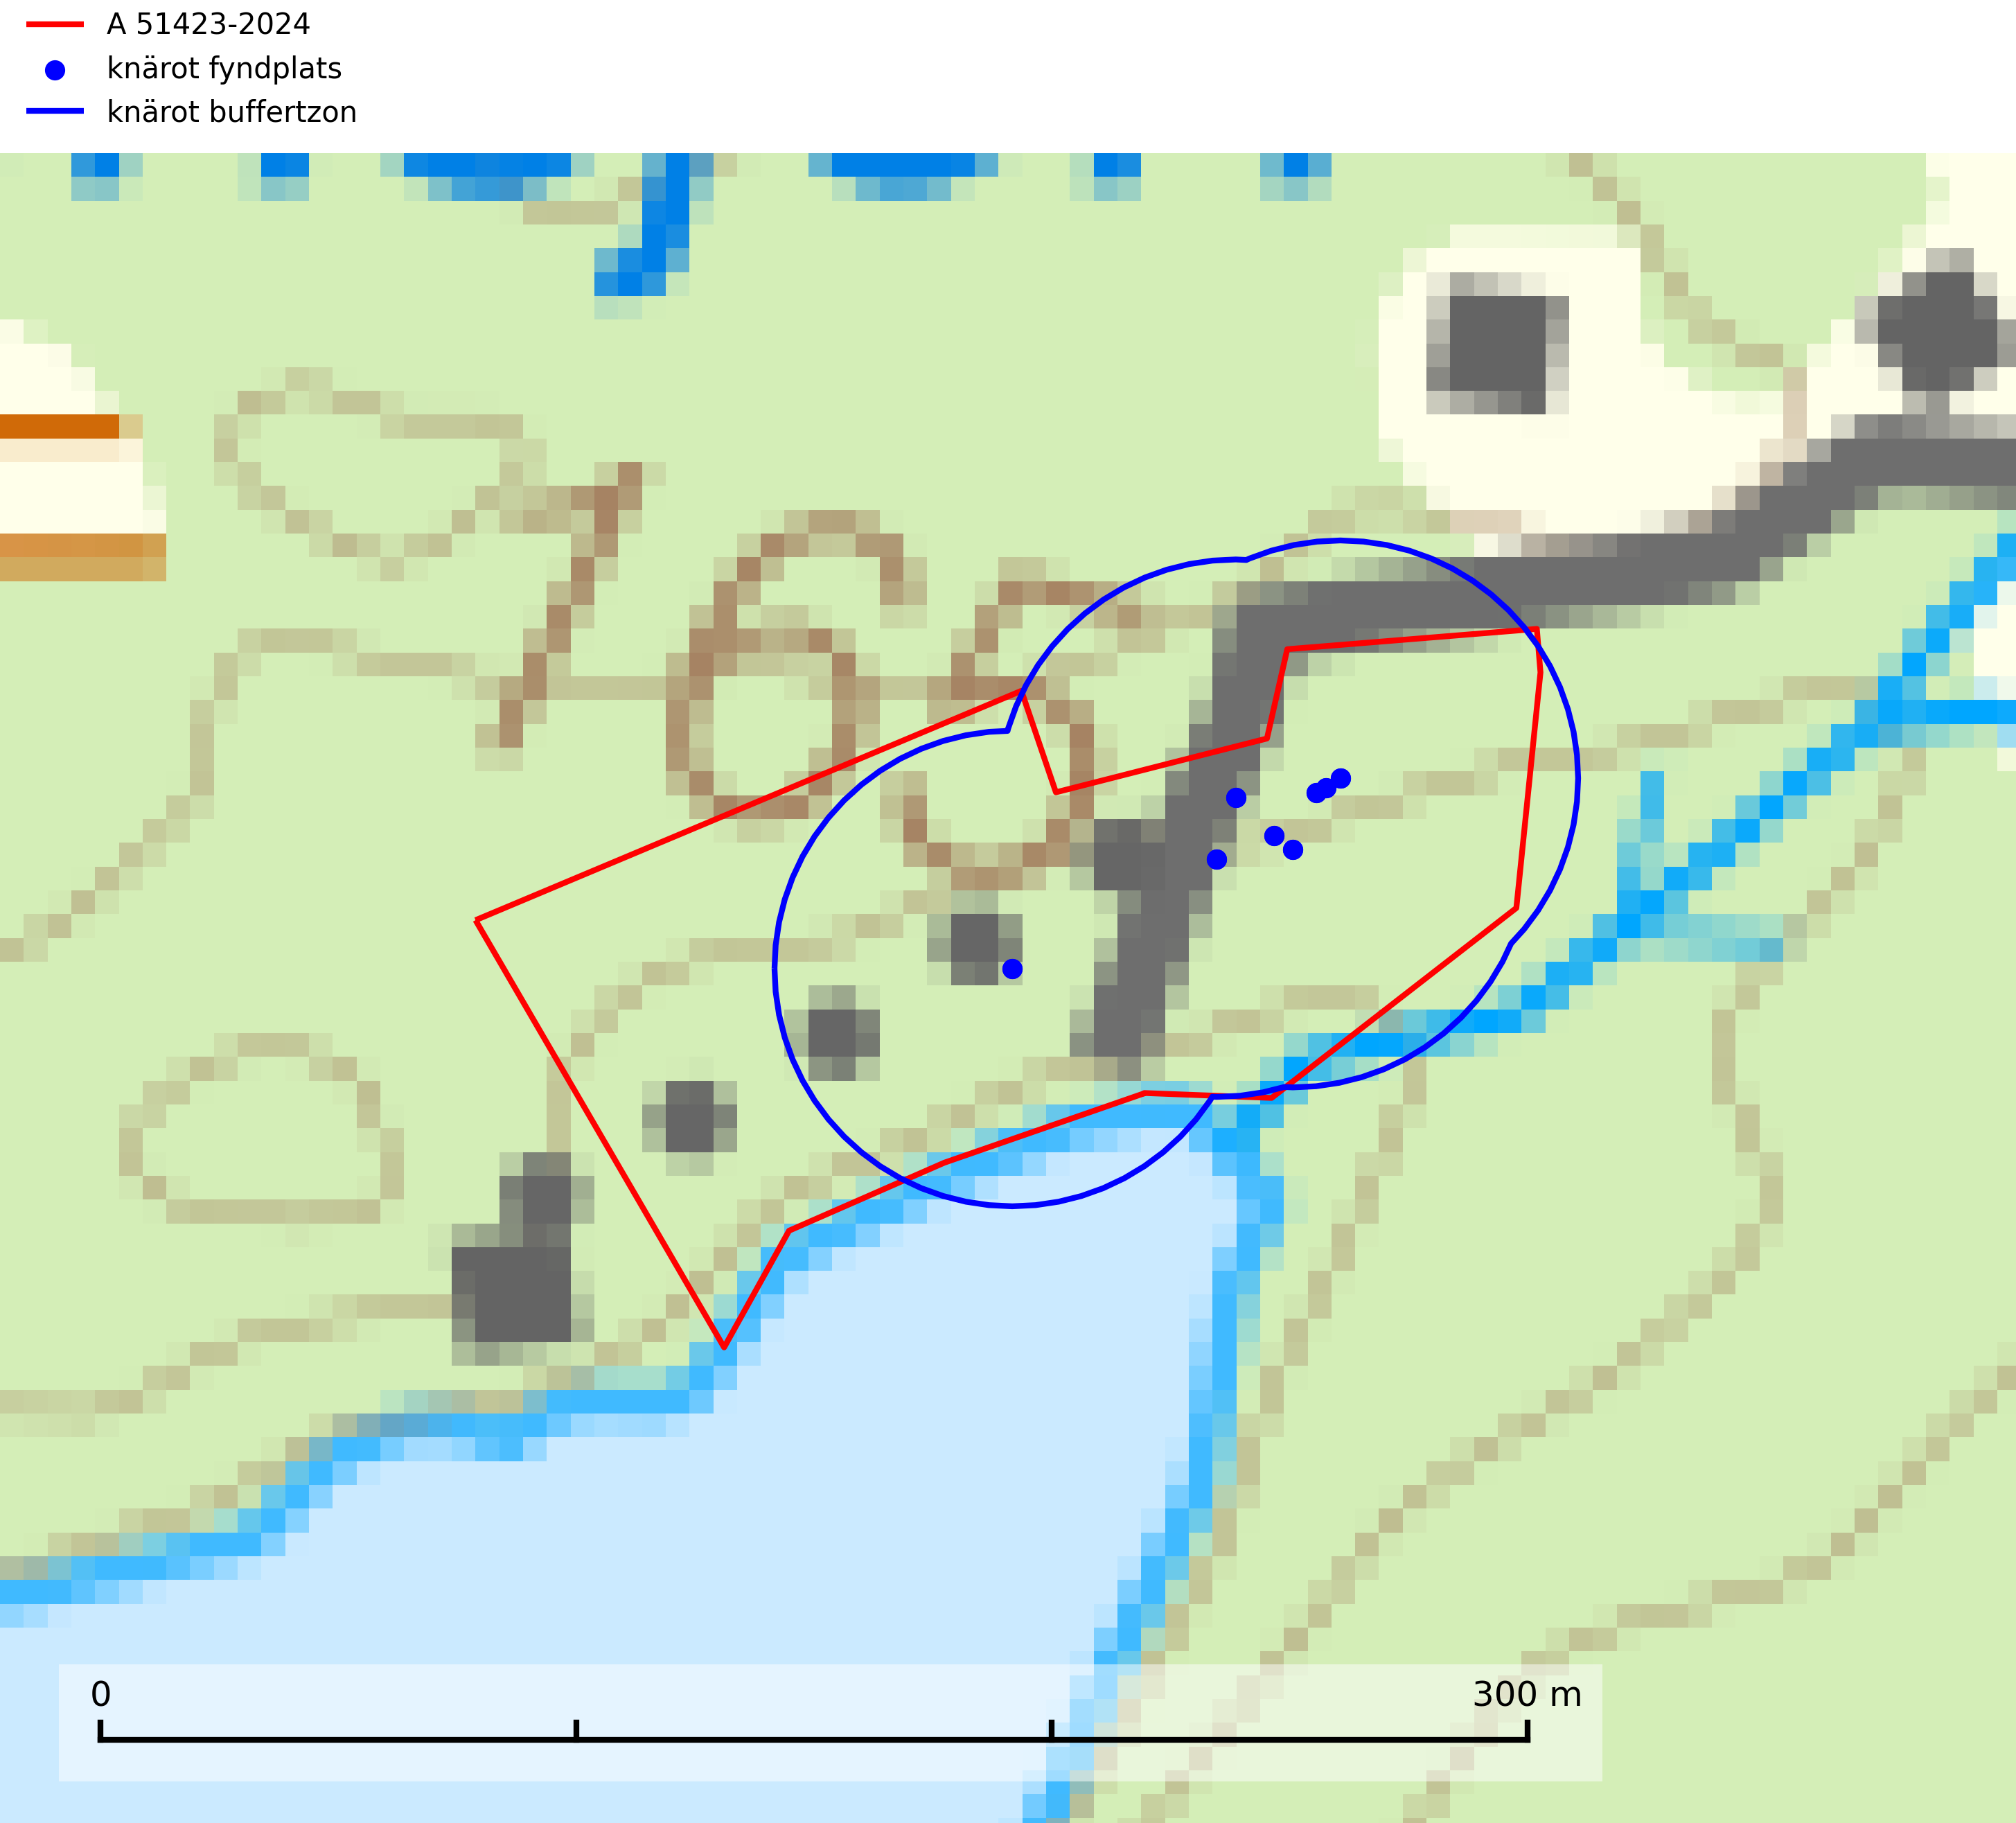 A 51423-2024
knärot fyndplats
knärot buffertzon
0
300 m